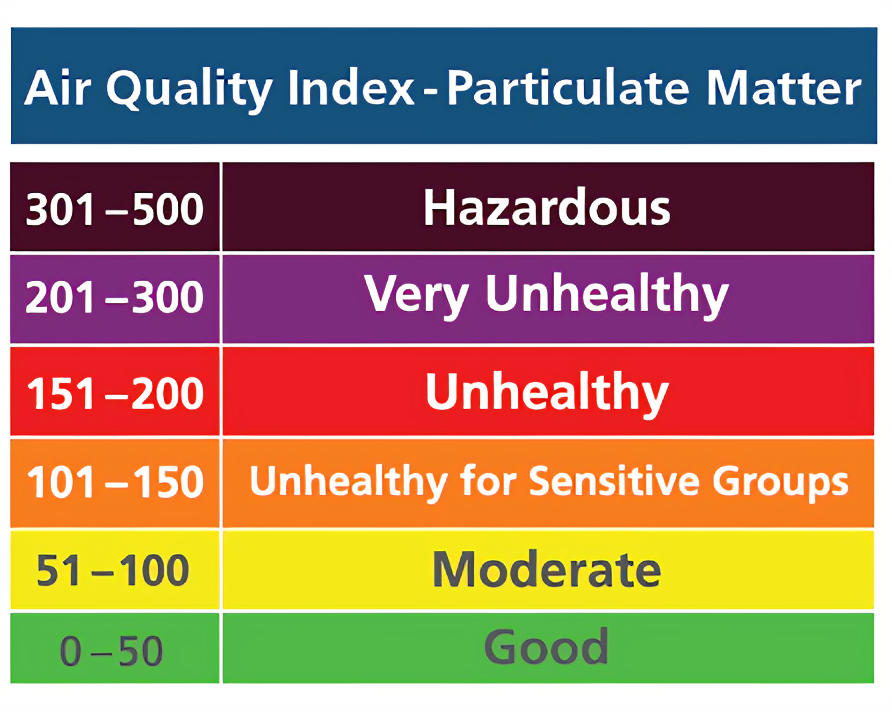 Air Quality Index - Particulate Matter
301–500 Hazardous
201–300 Very Unhealthy
151–200 Unhealthy
101–150 Unhealthy for Sensitive Groups
51–100 Moderate
0–50 Good